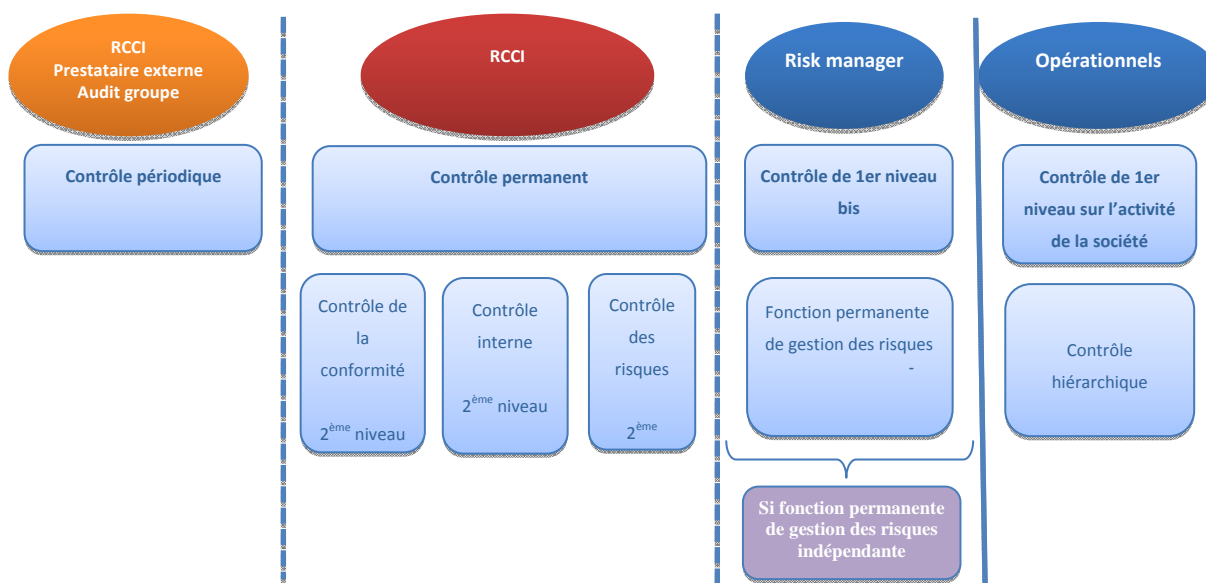 RCCI
Prestataire externe
Audit groupe
Contrôle périodique
RCCI
Contrôle permanent
Contrôle de
la
conformité
2ème niveau
Contrôle
interne
2ème niveau
Contrôle
des
risques
2ème
Risk manager
Contrôle de 1er niveau
bis
Fonction permanente
de gestion des risques
-
Si fonction permanente
de gestion des risques
indépendante
Opérationnels
Contrôle de 1er
niveau sur l’activité
de la société
Contrôle
hiérarchique